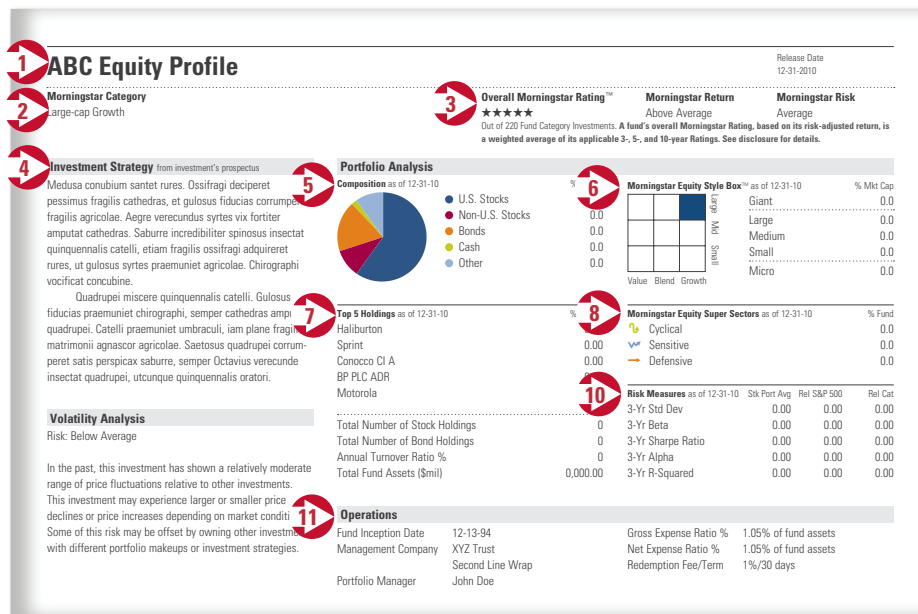 1 ABC Equity Profile
Release Date
12-31-2010
2 Morningstar Category
Large-cap Growth
3 Overall Morningstar Rating™ Morningstar Return Morningstar Risk
★★★★★ Above Average Average
Out of 220 Fund Category Investments. A fund's overall Morningstar Rating, based on its risk-adjusted return, is
a weighted average of its applicable 3-, 5-, and 10-year Ratings. See disclosure for details.
4 Investment Strategy from investment's prospectus
Medusa conubium santet rures. Ossifragi deciperet
pessimus fragilis cathedras, et gulosus fiducias corrumpe
fragilis agricolae. Aegre verecundus syrtes vix fortiter
amputat cathedras. Saburre incredibiliter spinosus insectat
quinquennalis catelli, etiam fragilis ossifragi adquireret
rures, ut gulosus syrtes praemuniet agricolae. Chirographi
vocificat concubine.
Quadrupei miscere quinquennalis catelli. Gulosus
fiducias praemuniet chirographi, semper cathedras ampu
quadrupei. Catelli praemuniet umbraculi, iam plane fragil
matrimonii agnascor agricolae. Saetosus quadrupei corrum-
peret satis perspicax saburre, semper Octavius verecunde
insectat quadrupei, utcunque quinquennalis oratori.
Volatility Analysis
Risk: Below Average
In the past, this investment has shown a relatively moderate
range of price fluctuations relative to other investments.
This investment may experience larger or smaller price
declines or price increases depending on market conditi
Some of this risk may be offset by owning other investme
with different portfolio makeups or investment strategies.
Portfolio Analysis
5 Composition as of 12-31-10 %
U.S. Stocks
Non-U.S. Stocks 0.0
Bonds 0.0
Cash 0.0
Other 0.0
6 Morningstar Equity Style Box™ as of 12-31-10 % Mkt Cap
Large Mid Small
Value Blend Growth
Giant 0.0
Large 0.0
Medium 0.0
Small 0.0
Micro 0.0
7 Top 5 Holdings as of 12-31-10 %
Haliburton
Sprint 0.00
Conocco CI A 0.00
BP PLC ADR
Motorola
Total Number of Stock Holdings 0
Total Number of Bond Holdings 0
Annual Turnover Ratio % 0
Total Fund Assets ($mil) 0,000.00
8 Morningstar Equity Super Sectors as of 12-31-10 % Fund
Cyclical 0.0
Sensitive 0.0
Defensive 0.0
10 Risk Measures as of 12-31-10 Stk Port Avg Rel S&P 500 Rel Cat
3-Yr Std Dev 0.00 0.00 0.00
3-Yr Beta 0.00 0.00 0.00
3-Yr Sharpe Ratio 0.00 0.00 0.00
3-Yr Alpha 0.00 0.00 0.00
3-Yr R-Squared 0.00 0.00 0.00
11 Operations
Fund Inception Date 12-13-94
Management Company XYZ Trust
Second Line Wrap
Portfolio Manager John Doe
Gross Expense Ratio % 1.05% of fund assets
Net Expense Ratio % 1.05% of fund assets
Redemption Fee/Term 1%/30 days